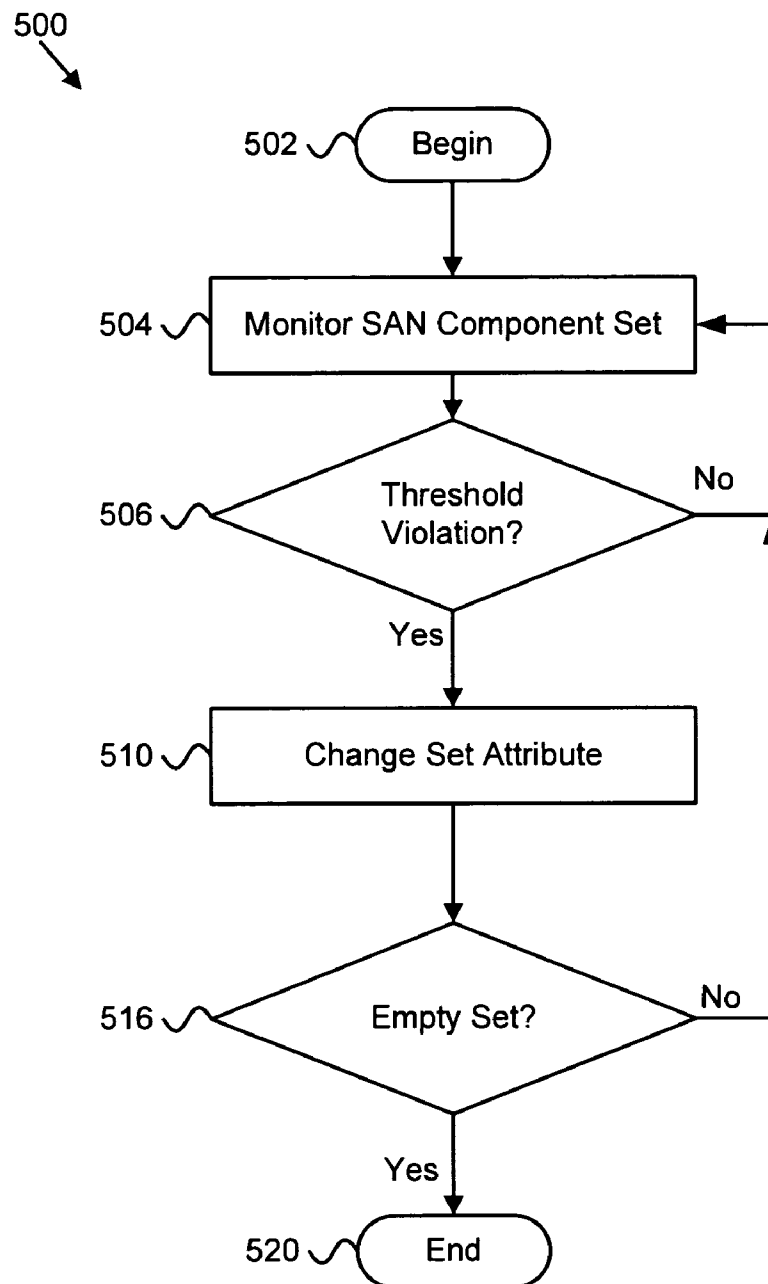 500
502
Begin
504
Monitor SAN Component Set
506
Threshold
Violation?
No
Yes
510
Change Set Attribute
516
Empty Set?
No
Yes
520
End